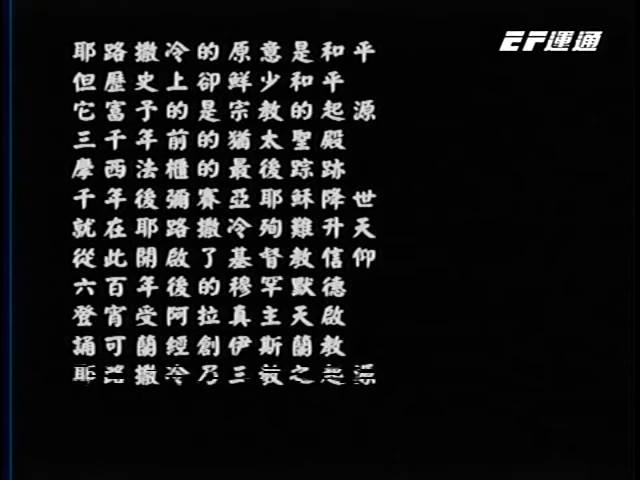 耶路撒冷的原意是和平
但歷史上卻鮮少和平
它富予的是宗教的起源
三千年前的猶太聖殿
摩西法櫃的最後踪跡
千年後彌賽亞耶穌降世
就在耶路撒冷殉難升天
從此開啟了基督教信仰
六百年後的穆罕默德
登宵受阿拉真主天啟
誦可蘭經創伊斯蘭教
耶路撒冷乃三教之起源
EF運通